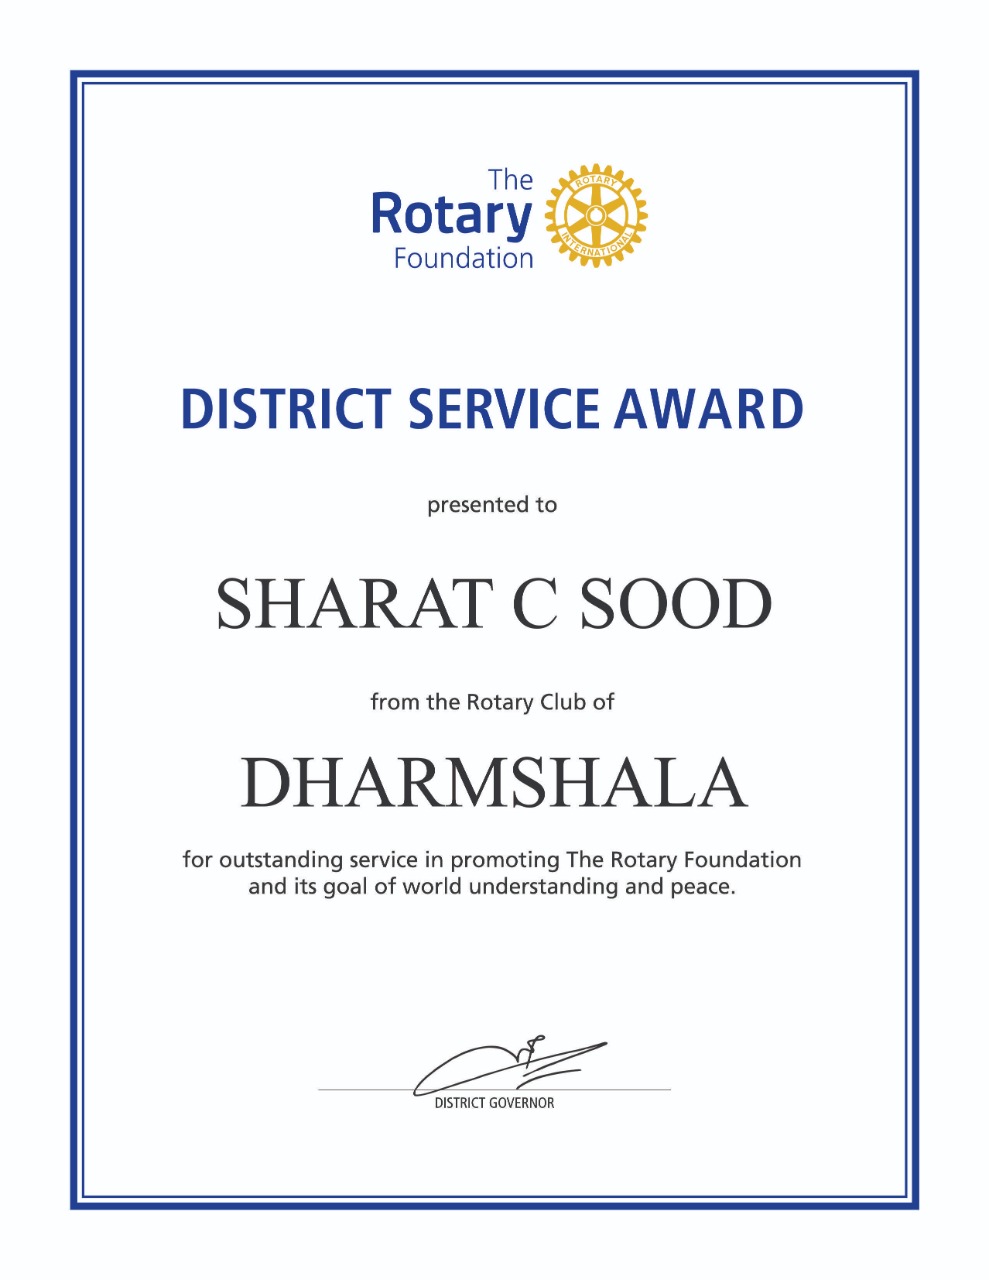 The
Rotary
Foundation
ROTARY
INTERNATIONAL
DISTRICT SERVICE AWARD
presented to
SHARAT C SOOD
from the Rotary Club of
DHARMSHALA
for outstanding service in promoting The Rotary Foundation
and its goal of world understanding and peace.
DISTRICT GOVERNOR